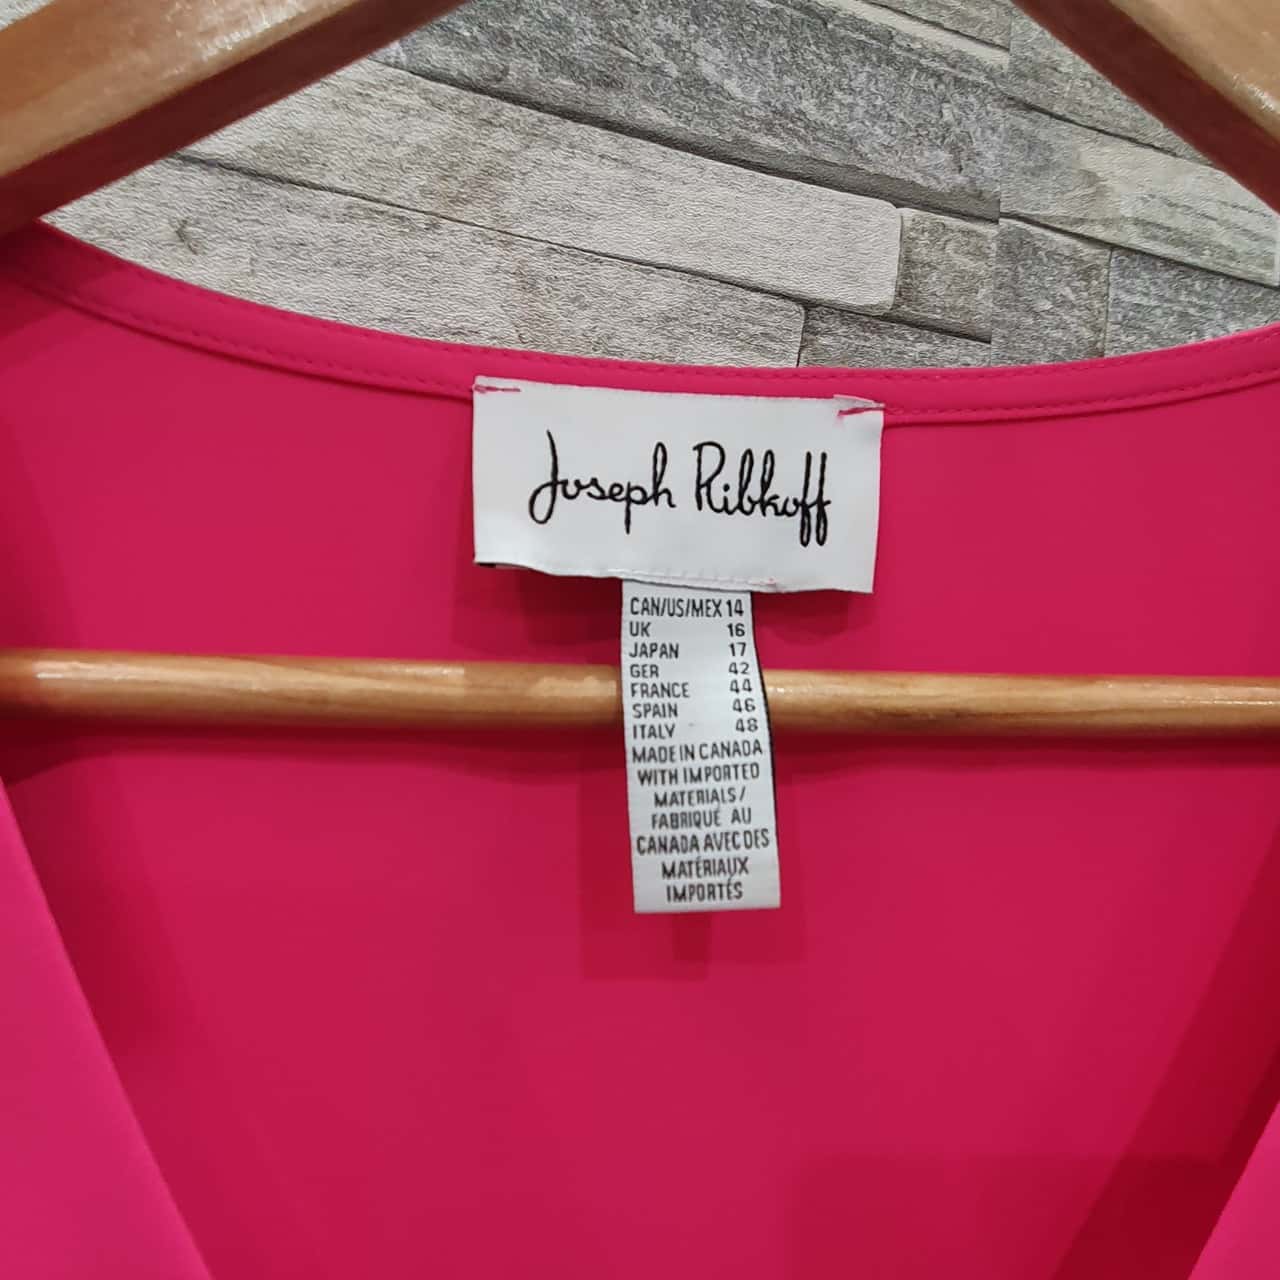 Joseph Ribkoff
CAN/US/MEX 14
UK 16
JAPAN 17
GER 42
FRANCE 44
SPAIN 46
ITALY 48
MADE IN CANADA
WITH IMPORTED
MATERIALS/
FABRIQUÉ AU
CANADA AVEC DES
MATÉRIAUX
IMPORTÉS